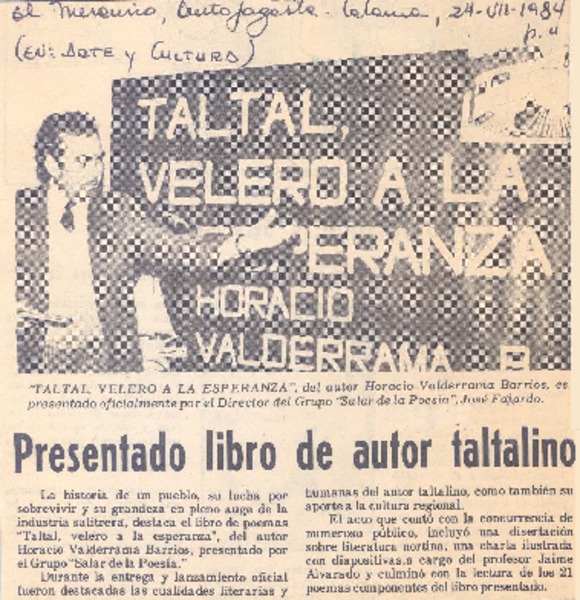 El Mercurio, Antofagasta - Calama, 24-VII-1984
p. 4
(EN: ARTE y CULTURA)
TALTAL,
VELERO A LA
ESPERANZA
HORACIO
VALDERRAMA B
"TALTAL, VELERO A LA ESPERANZA", del autor Horacio Valderrama Barrios, es
presentado oficialmente por el Director del Grupo "Salar de la Poesía", José Fajardo.
Presentado libro de autor taltalino
La historia de un pueblo, su lucha por
sobrevivir y su grandeza en pleno auge de la
industria salitrera, destaca el libro de poemas
"Taltal, velero a la esperanza", del autor
Horacio Valderrama Barrios, presentado por
el Grupo "Salar de la Poesía."
Durante la entrega y lanzamiento oficial
fueron destacadas las cualidades literarias y
humanas del autor taltalino, como también su
aporte a la cultura regional.
El acto que contó con la concurrencia de
numeroso público, incluyó una disertación
sobre literatura nortina, una charla ilustrada
con diapositivas a cargo del profesor Jaime
Alvarado y culminó con la lectura de los 21
poemas componentes del libro presentado.